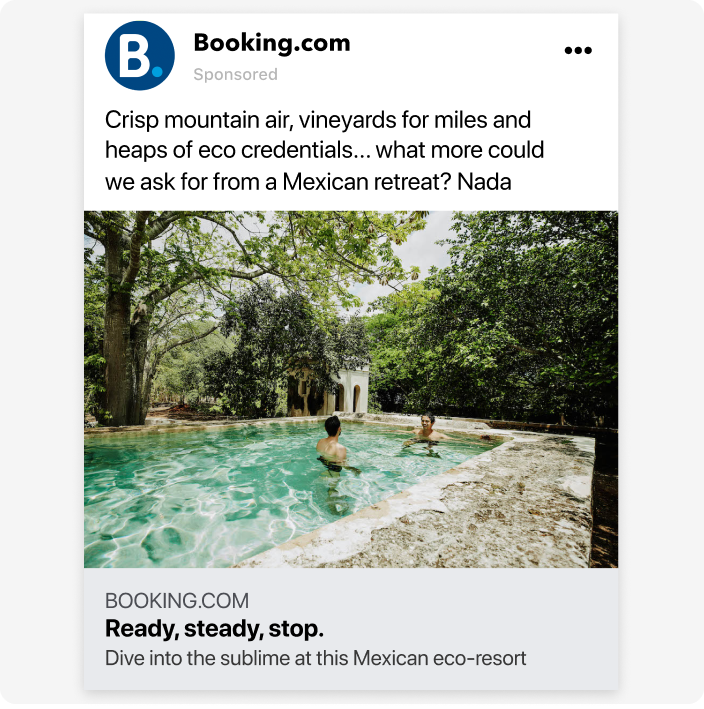 B.
Booking.com
Sponsored
Crisp mountain air, vineyards for miles and
heaps of eco credentials... what more could
we ask for from a Mexican retreat? Nada
BOOKING.COM
Ready, steady, stop.
Dive into the sublime at this Mexican eco-resort